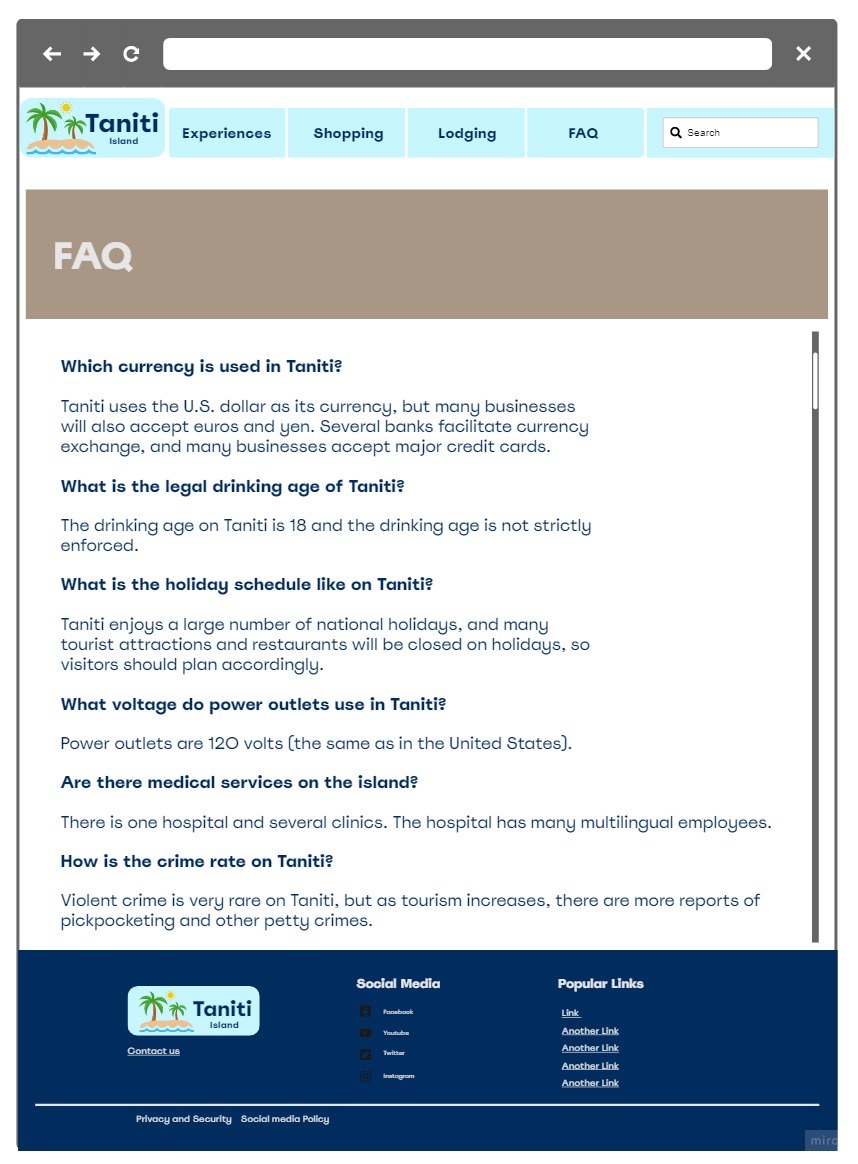 Taniti
Island
Experiences
Shopping
Lodging
FAQ
Search
FAQ
Which currency is used in Taniti?
Taniti uses the U.S. dollar as its currency, but many businesses
will also accept euros and yen. Several banks facilitate currency
exchange, and many businesses accept major credit cards.
What is the legal drinking age of Taniti?
The drinking age on Taniti is 18 and the drinking age is not strictly
enforced.
What is the holiday schedule like on Taniti?
Taniti enjoys a large number of national holidays, and many
tourist attractions and restaurants will be closed on holidays, so
visitors should plan accordingly.
What voltage do power outlets use in Taniti?
Power outlets are 120 volts (the same as in the United States).
Are there medical services on the island?
There is one hospital and several clinics. The hospital has many multilingual employees.
How is the crime rate on Taniti?
Violent crime is very rare on Taniti, but as tourism increases, there are more reports of
pickpocketing and other petty crimes.
Taniti
Island
Contact us
Social Media
Facebook
Youtube
Twitter
Instagram
Popular Links
Link
Another Link
Another Link
Another Link
Another Link
Privacy and Security Social media Policy
miro